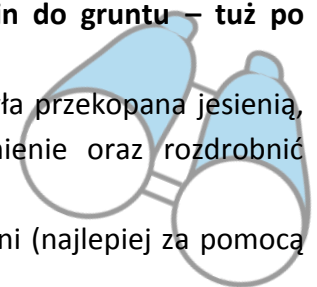 in do gruntu – tuż po
ła przekopana jesienią,
nienie oraz rozdrobnić
ni (najlepiej za pomocą